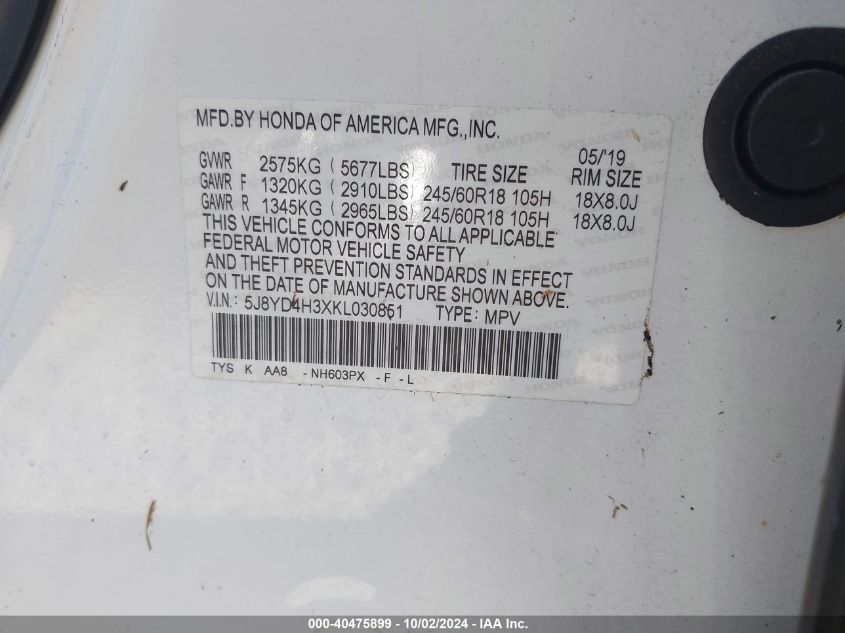 MFD.BY HONDA OF AMERICA MFG.,INC.
05/'19
GVWR 2575KG ( 5677LBS) TIRE SIZE RIM SIZE
GAWR F 1320KG ( 2910LBS) 245/60R18 105H 18X8.0J
GAWR R 1345KG ( 2965LBS) 245/60R18 105H 18X8.0J
THIS VEHICLE CONFORMS TO ALL APPLICABLE
FEDERAL MOTOR VEHICLE SAFETY
AND THEFT PREVENTION STANDARDS IN EFFECT
ON THE DATE OF MANUFACTURE SHOWN ABOVE.
V.I.N.: 5J8YD4H3XKL030851 TYPE: MPV
TYS K AA8 -NH603PX -F -L
000-40475899 - 10/02/2024 - IAA Inc.